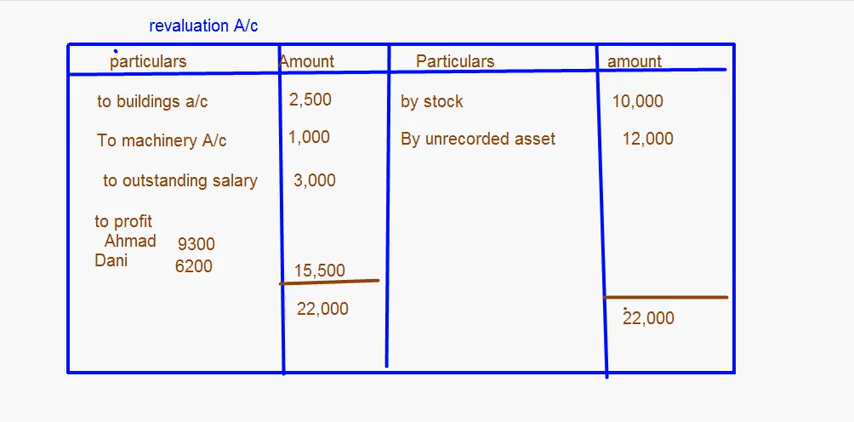 revaluation A/c
particulars Amount Particulars amount
to buildings a/c 2,500 by stock 10,000
To machinery A/c 1,000 By unrecorded asset 12,000
to outstanding salary 3,000
to profit
Ahmad 9300
Dani 6200 15,500
22,000 22,000